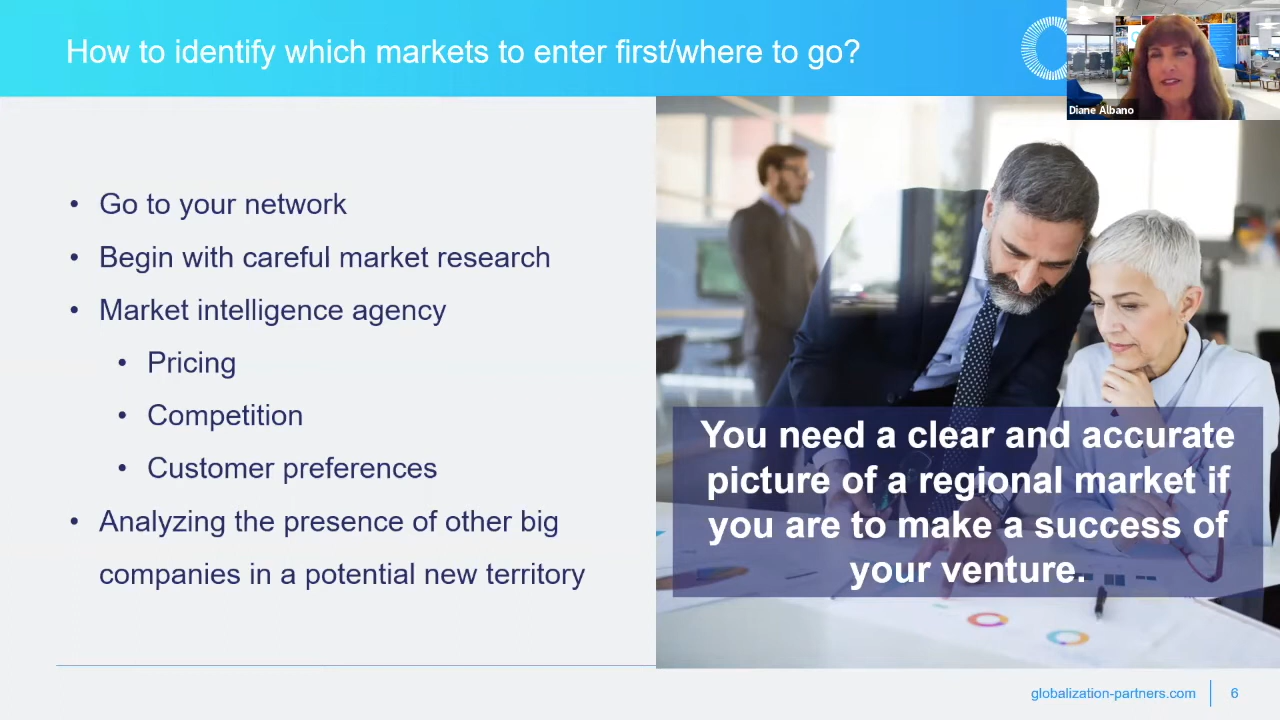 How to identify which markets to enter first/where to go?
Diane Albano
• Go to your network
• Begin with careful market research
• Market intelligence agency
• Pricing
• Competition
• Customer preferences
• Analyzing the presence of other big
companies in a potential new territory
You need a clear and accurate
picture of a regional market if
you are to make a success of
your venture.
globalization-partners.com
6